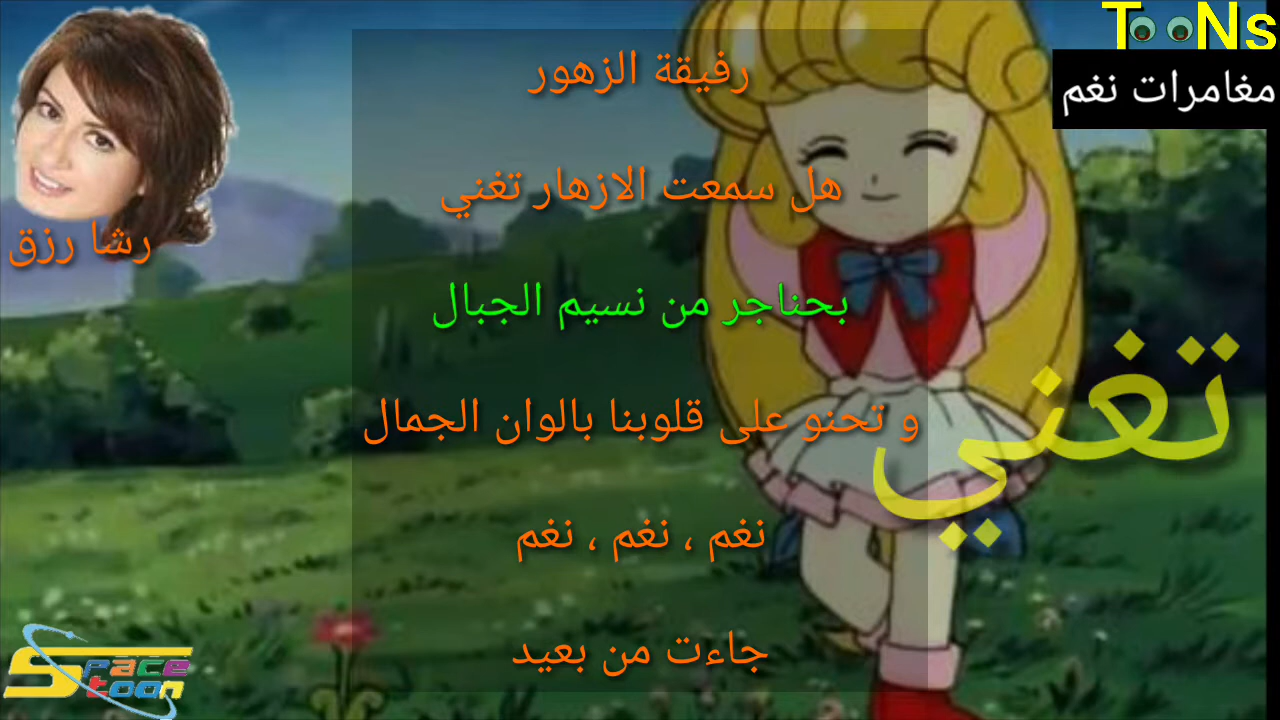 TooNs
مغامرات نغم
رفيقة الزهور
هل سمعت الازهار تغني
رشا رزق
بحناجر من نسيم الجبال
تغني
و تحنو على قلوبنا بالوان الجمال
نغم ، نغم ، نغم
جاءت من بعيد
Space
toon